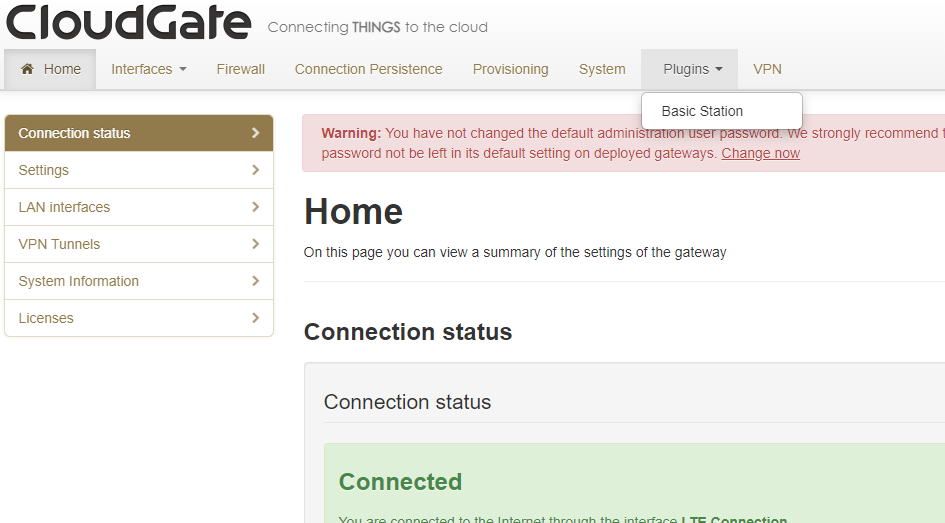 CloudGate Connecting THINGS to the cloud
Home Interfaces Firewall Connection Persistence Provisioning System Plugins VPN
Basic Station
Connection status
Settings
LAN interfaces
VPN Tunnels
System Information
Licenses
Warning: You have not changed the default administration user password. We strongly recommend
password not be left in its default setting on deployed gateways. Change now
Home
On this page you can view a summary of the settings of the gateway
Connection status
Connection status
Connected
You are connected to the Internet through the interface LTE Connection